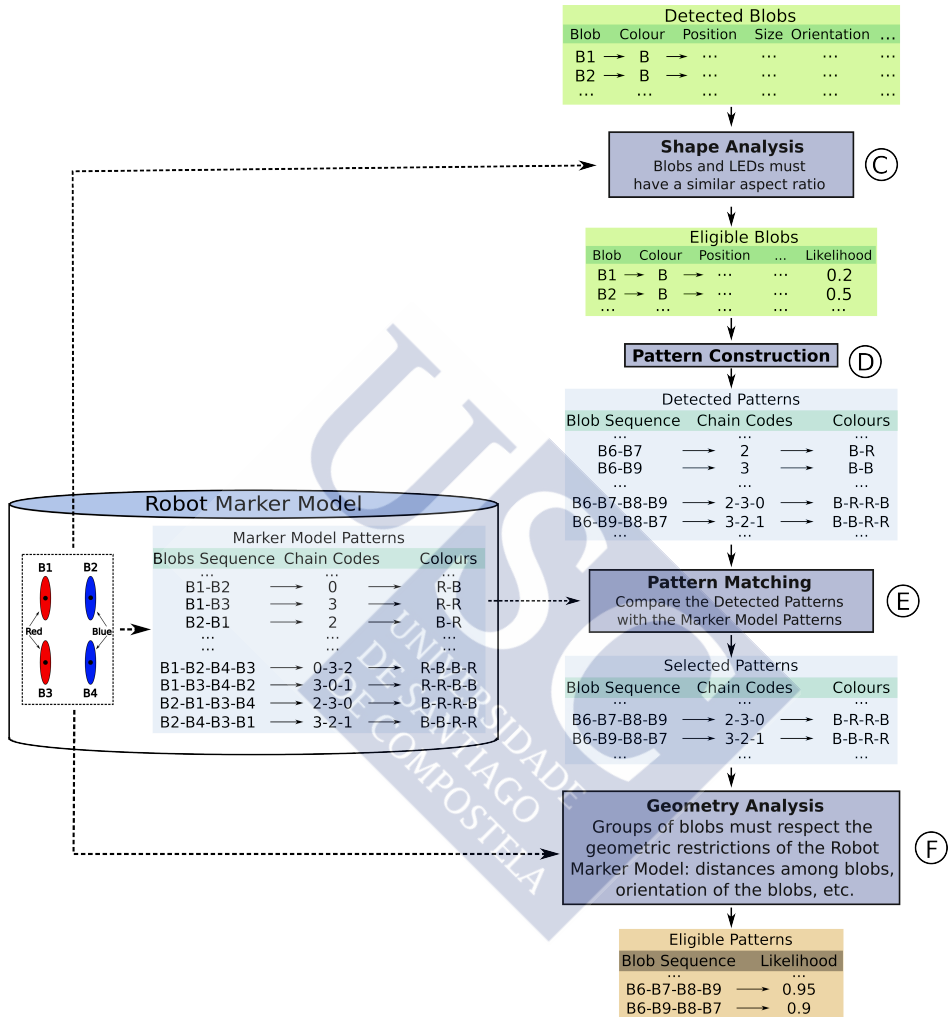 Detected Blobs
Blob Colour Position Size Orientation ...
B1 → B → ... ... ... ...
B2 → B → ... ... ... ...
... ... ... ... ... ...
Shape Analysis
Blobs and LEDs must
have a similar aspect ratio
C
Eligible Blobs
Blob Colour Position ... Likelihood
B1 → B → ... ... 0.2
B2 → B → ... ... 0.5
... ... ... ... ...
Pattern Construction
D
Detected Patterns
Blob Sequence Chain Codes Colours
... ... ...
B6-B7 → 2 → B-R
B6-B9 → 3 → B-B
... ... ...
B6-B7-B8-B9 → 2-3-0 → B-R-R-B
B6-B9-B8-B7 → 3-2-1 → B-B-R-R
... ... ...
Robot Marker Model
B1 B2
Red Blue
B3 B4
Marker Model Patterns
Blobs Sequence Chain Codes Colours
... ... ...
B1-B2 → 0 → R-B
B1-B3 → 3 → R-R
B2-B1 → 2 → B-R
... ... ...
... ... ...
B1-B2-B4-B3 → 0-3-2 → R-B-B-R
B1-B3-B4-B2 → 3-0-1 → R-R-B-B
B2-B1-B3-B4 → 2-3-0 → B-R-R-B
B2-B4-B3-B1 → 3-2-1 → B-B-R-R
Pattern Matching
Compare the Detected Patterns
with the Marker Model Patterns
E
Selected Patterns
Blob Sequence Chain Codes Colours
... ... ...
B6-B7-B8-B9 → 2-3-0 → B-R-R-B
B6-B9-B8-B7 → 3-2-1 → B-B-R-R
... ... ...
Geometry Analysis
Groups of blobs must respect the
geometric restrictions of the Robot
Marker Model: distances among blobs,
orientation of the blobs, etc.
F
Eligible Patterns
Blob Sequence Likelihood
... ...
B6-B7-B8-B9 → 0.95
B6-B9-B8-B7 → 0.9
USC
UNIVERSIDADE
DE SANTIAGO
DE COMPOSTELA